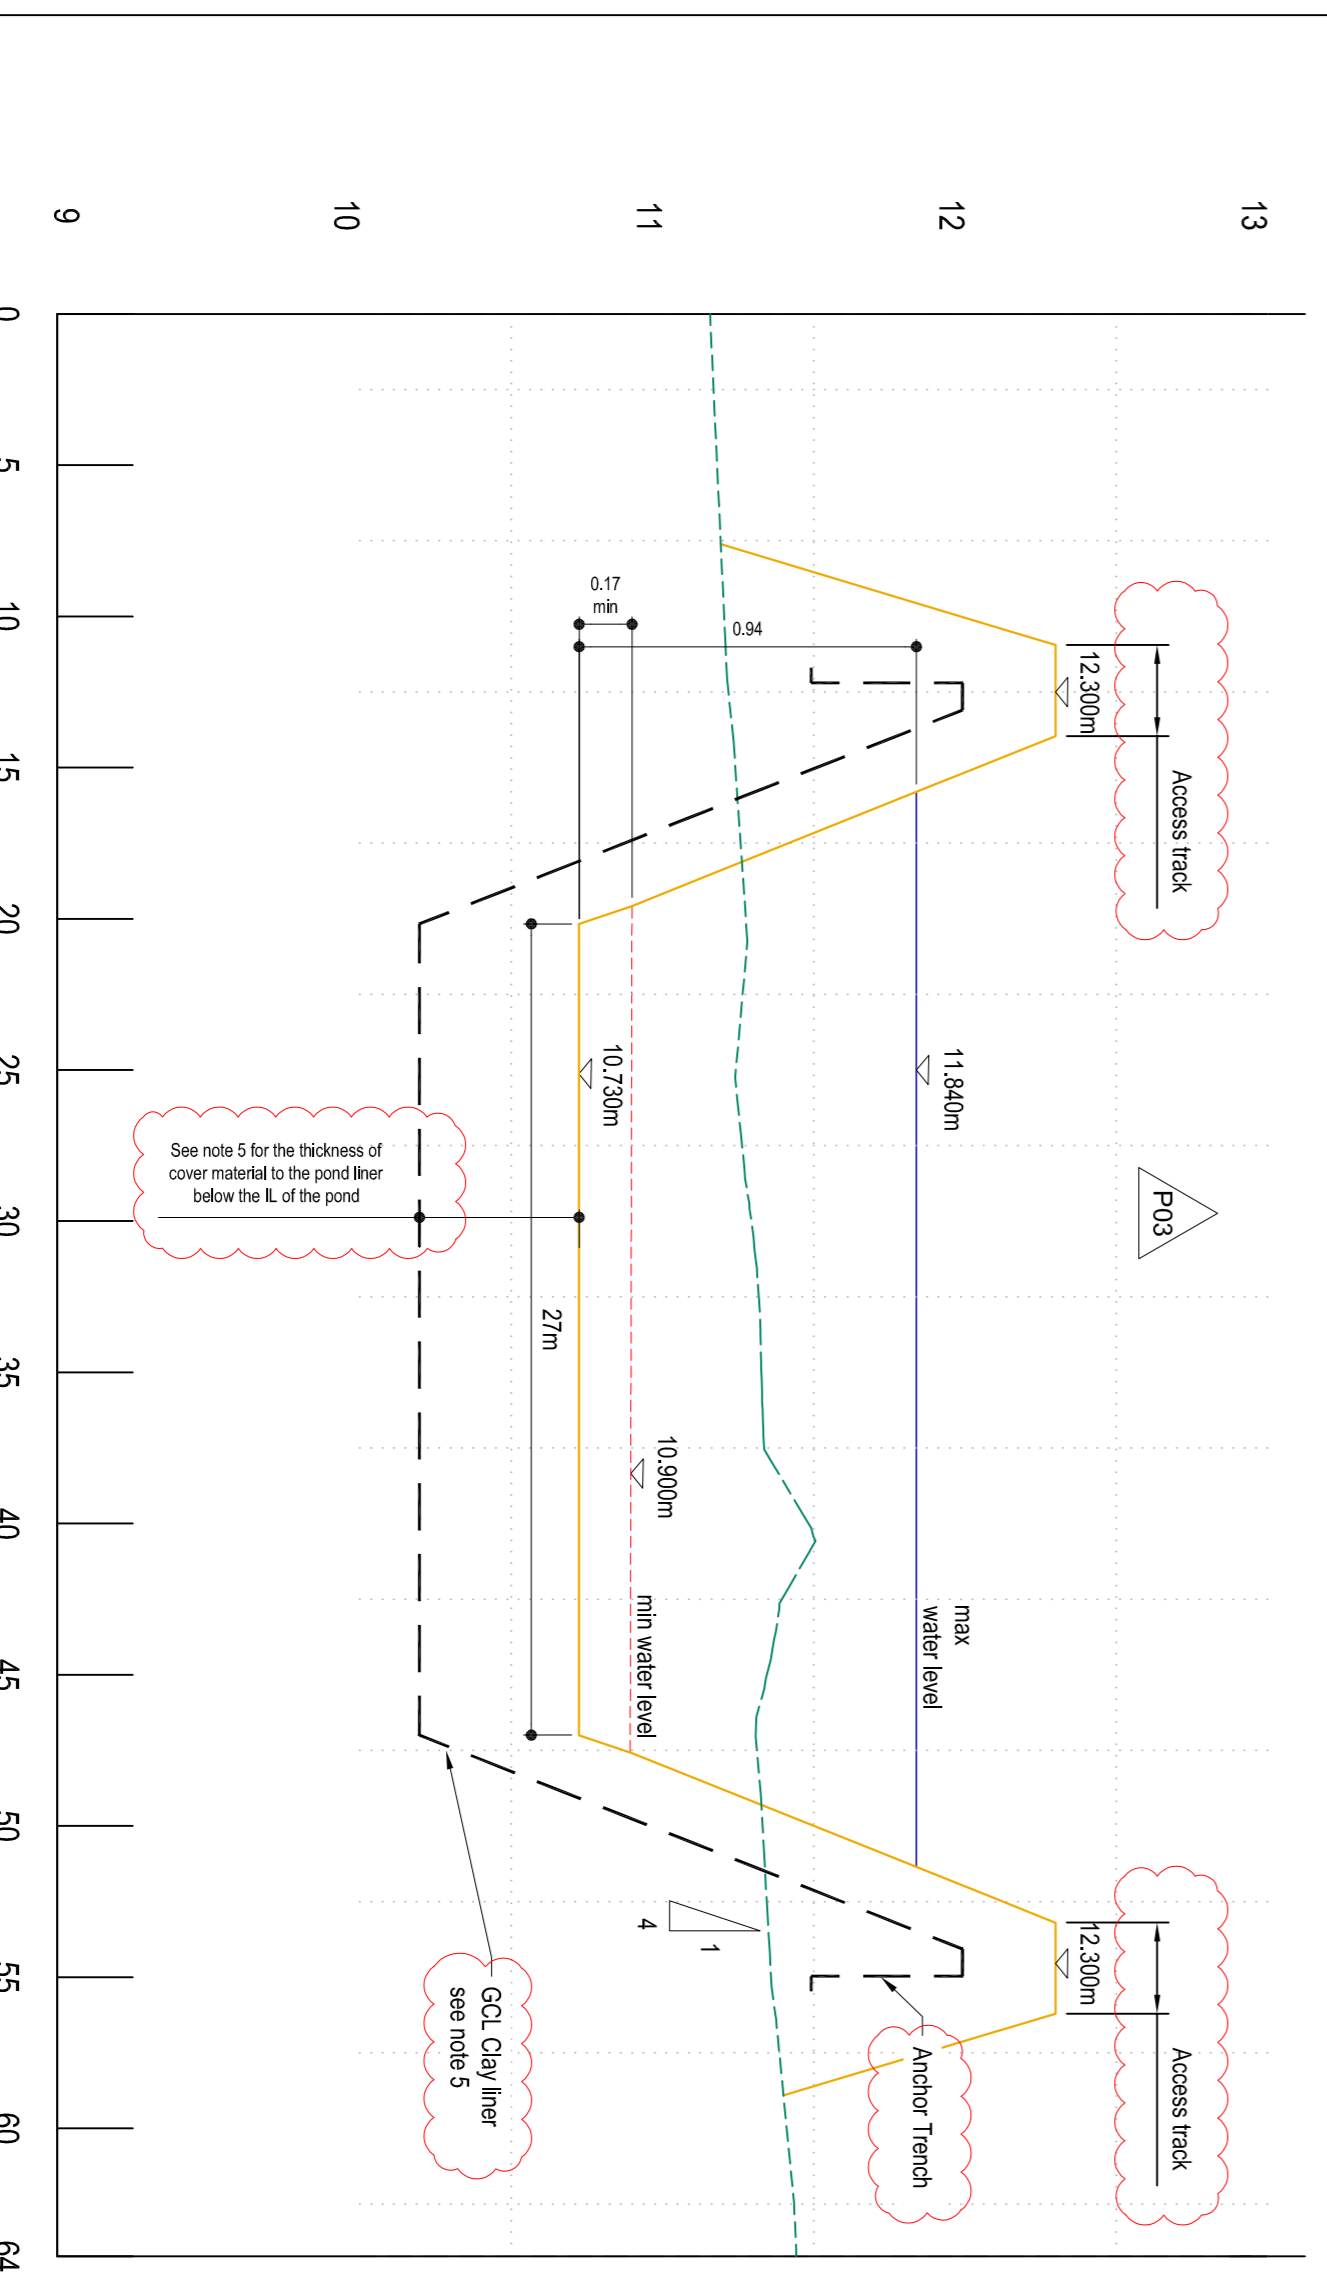 13
12
11
10
9
Access track
Access track
12.300m
12.300m
P03
11.840m
max
water level
Anchor Trench
0.94
0.17
min
10.900m
min water level
1
4
10.730m
27m
GCL Clay liner
see note 5
See note 5 for the thickness of
cover material to the pond liner
below the IL of the pond
0
5
10
15
20
25
30
35
40
45
50
55
60
64